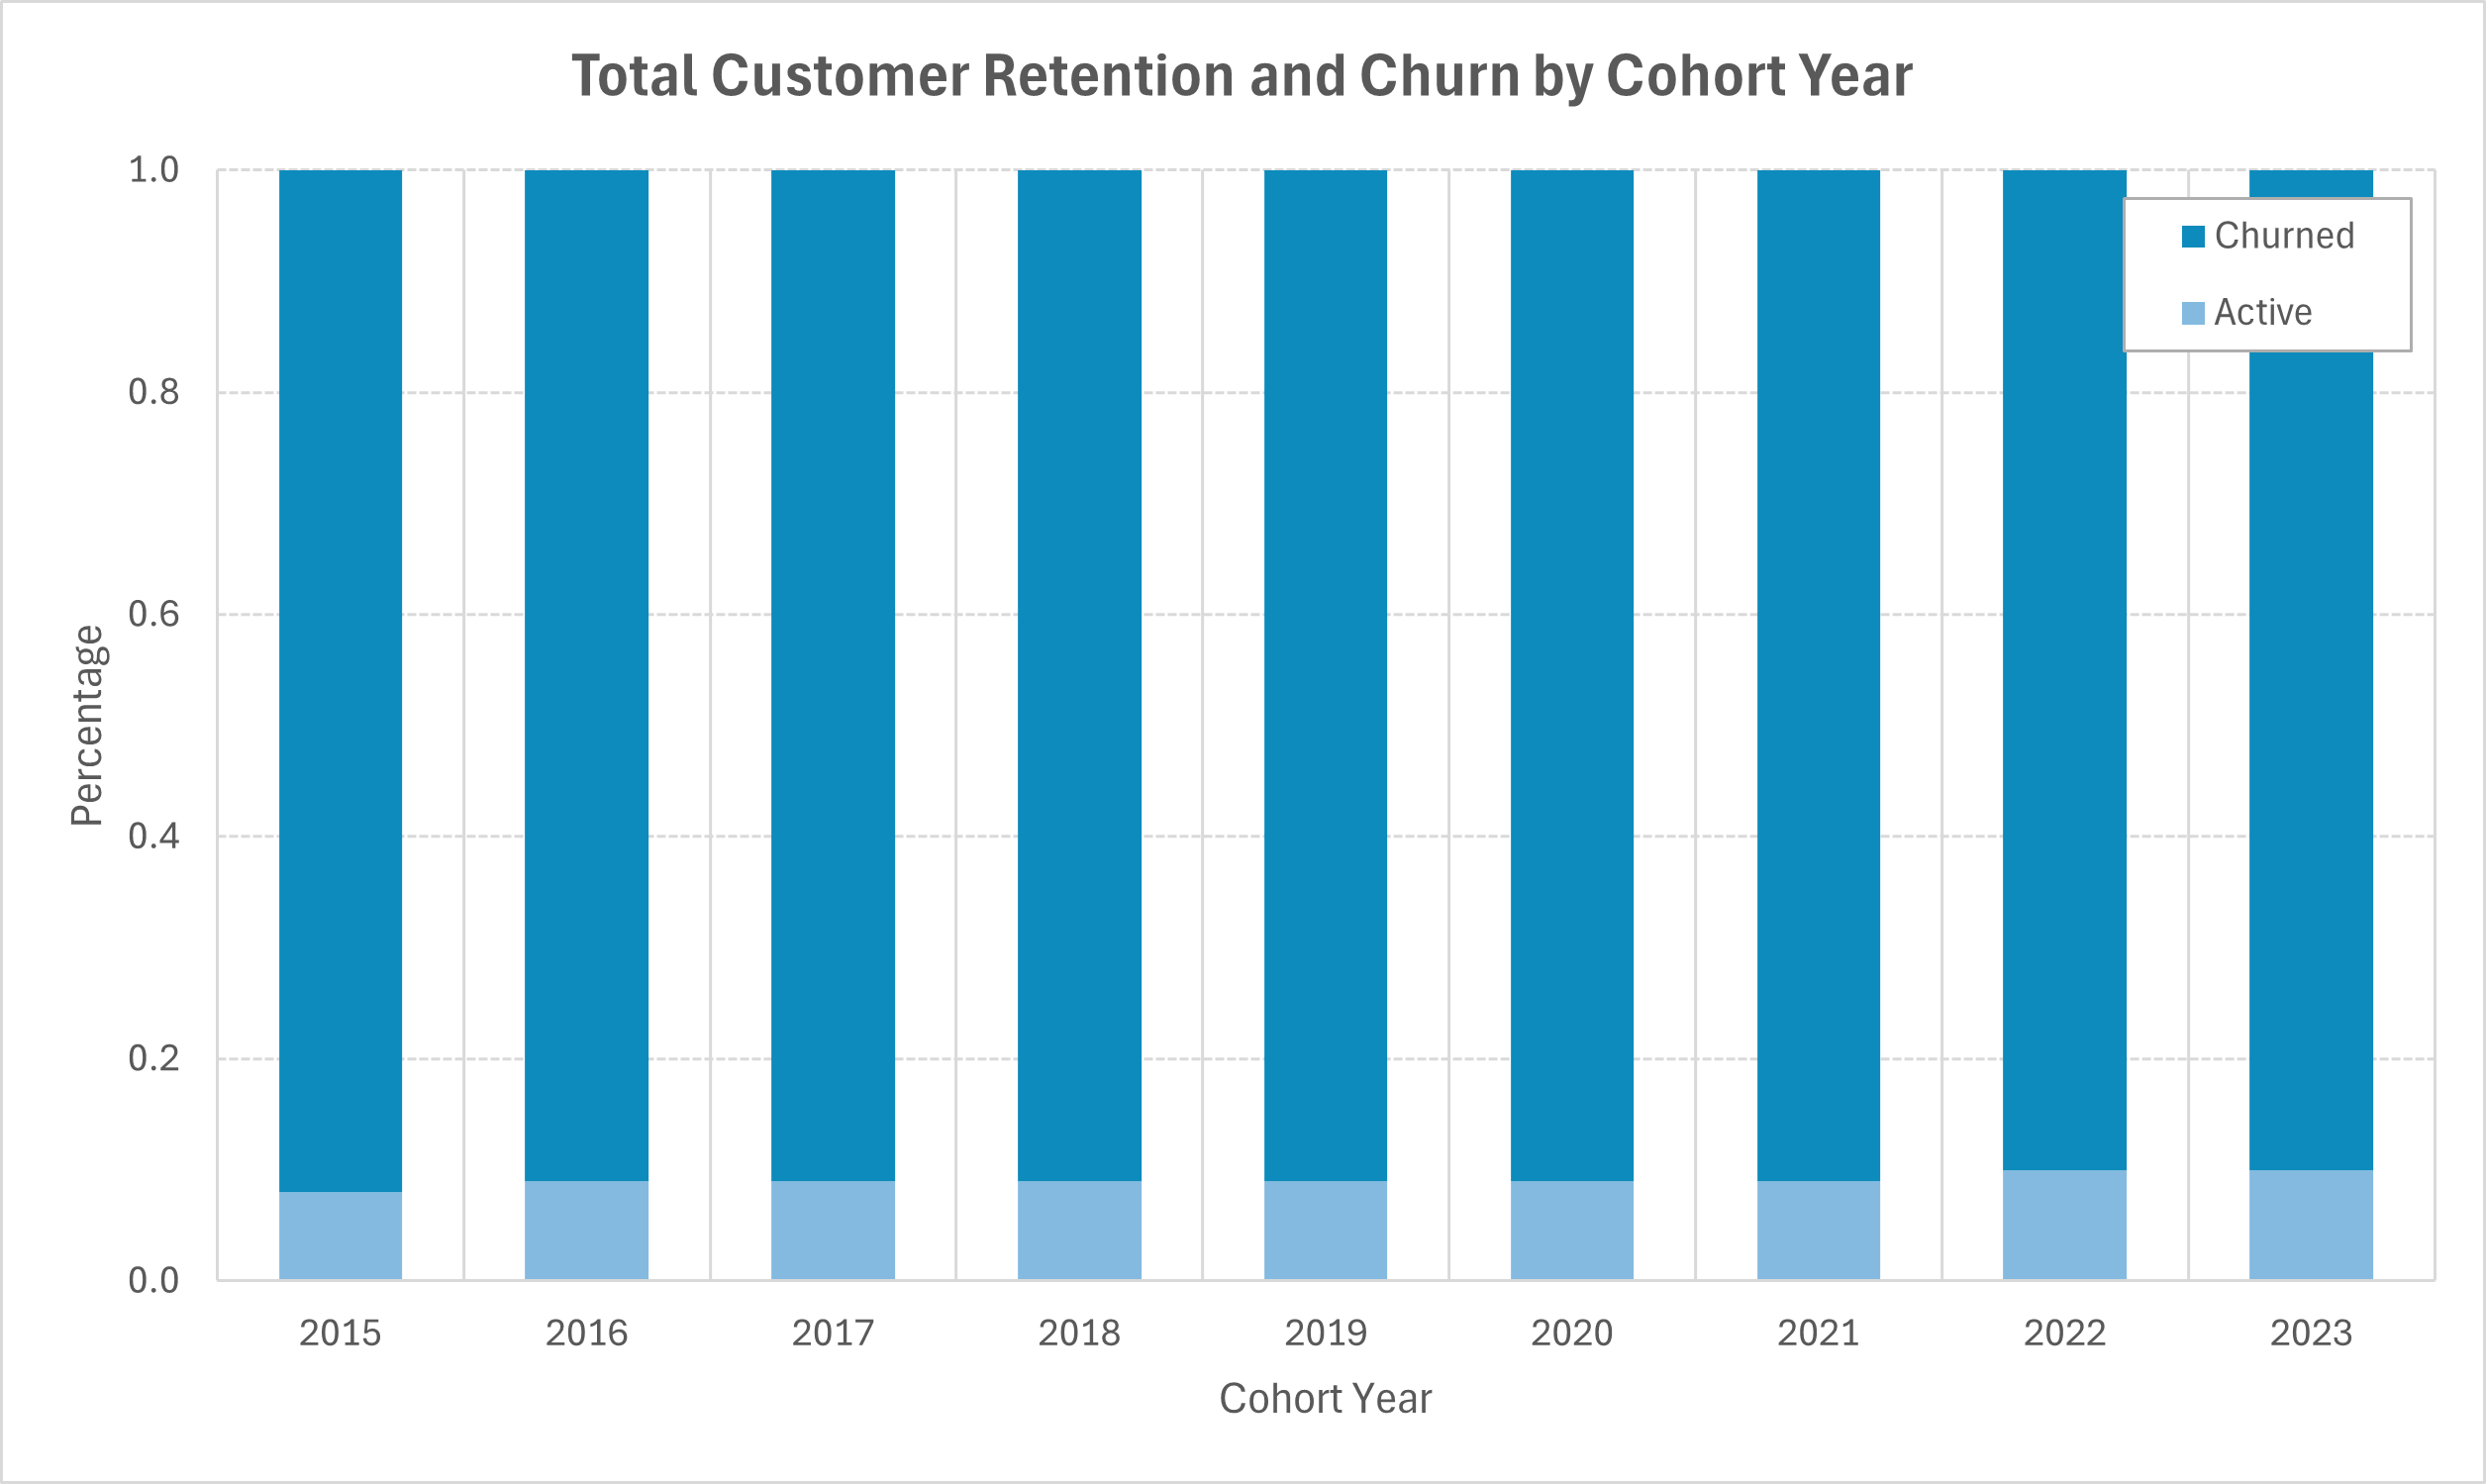 Total Customer Retention and Churn by Cohort Year
1.0
0.8
0.6
0.4
0.2
0.0
Percentage
Churned
Active
2015 2016 2017 2018 2019 2020 2021 2022 2023
Cohort Year